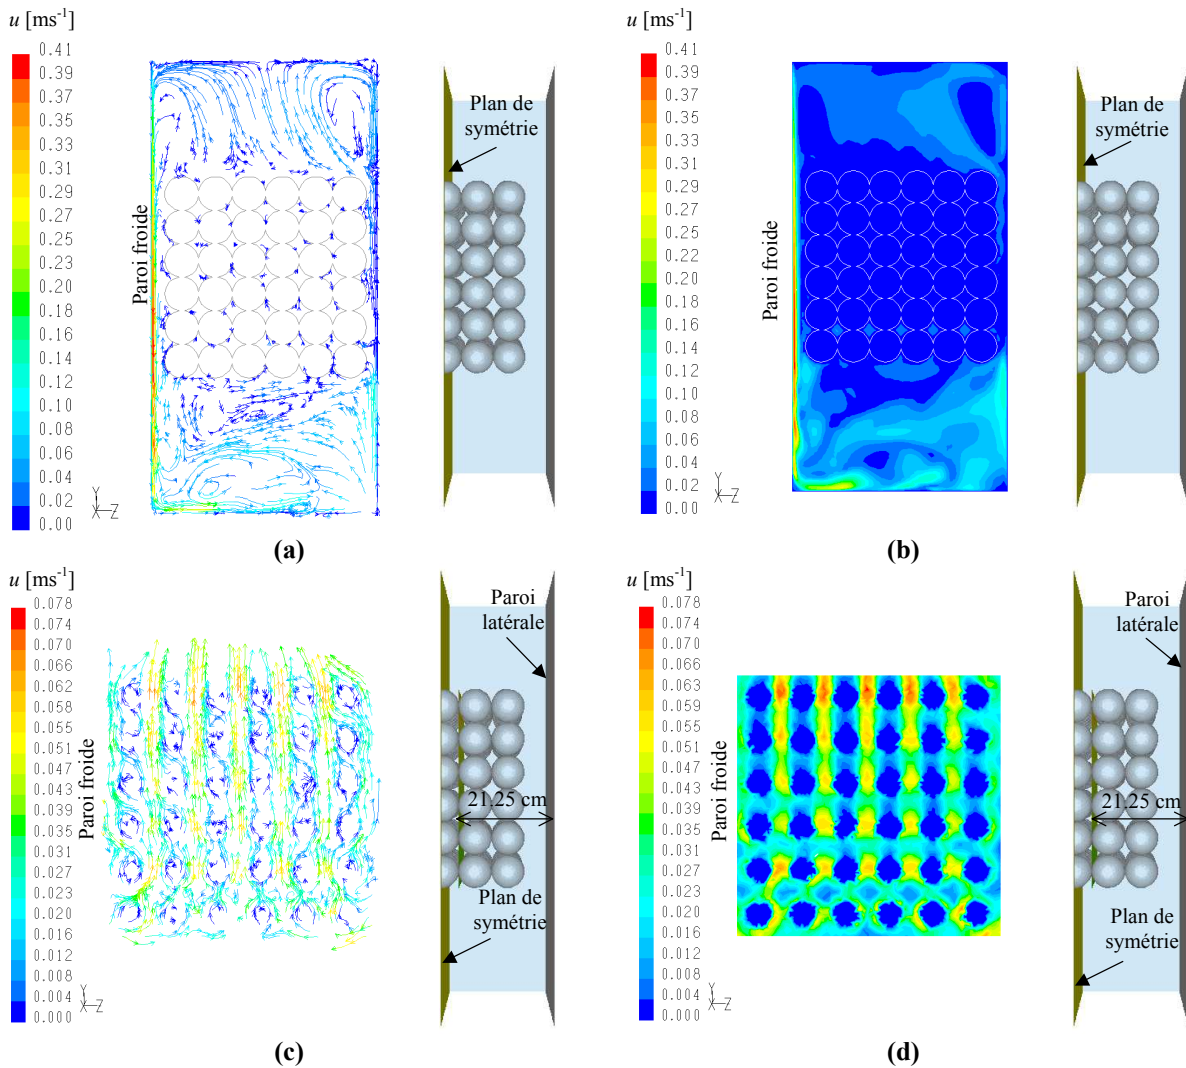 u [ms-1]
0.41
0.39
0.37
0.35
0.33
0.31
0.29
0.27
0.25
0.23
0.20
0.18
0.16
0.14
0.12
0.10
0.08
0.06
0.04
0.02
0.00
Y
X Z
Paroi froide
Plan de
symétrie
(a)
u [ms-1]
0.41
0.39
0.37
0.35
0.33
0.31
0.29
0.27
0.25
0.23
0.20
0.18
0.16
0.14
0.12
0.10
0.08
0.06
0.04
0.02
0.00
Y
X Z
Paroi froide
Plan de
symétrie
(b)
u [ms-1]
0.078
0.074
0.070
0.066
0.062
0.059
0.055
0.051
0.047
0.043
0.039
0.035
0.031
0.027
0.023
0.020
0.016
0.012
0.008
0.004
0.000
Y
X Z
Paroi froide
Paroi
latérale
21.25 cm
Plan de
symétrie
(c)
u [ms-1]
0.078
0.074
0.070
0.066
0.062
0.059
0.055
0.051
0.047
0.043
0.039
0.035
0.031
0.027
0.023
0.020
0.016
0.012
0.008
0.004
0.000
Y
X Z
Paroi froide
Paroi
latérale
21.25 cm
Plan de
symétrie
(d)